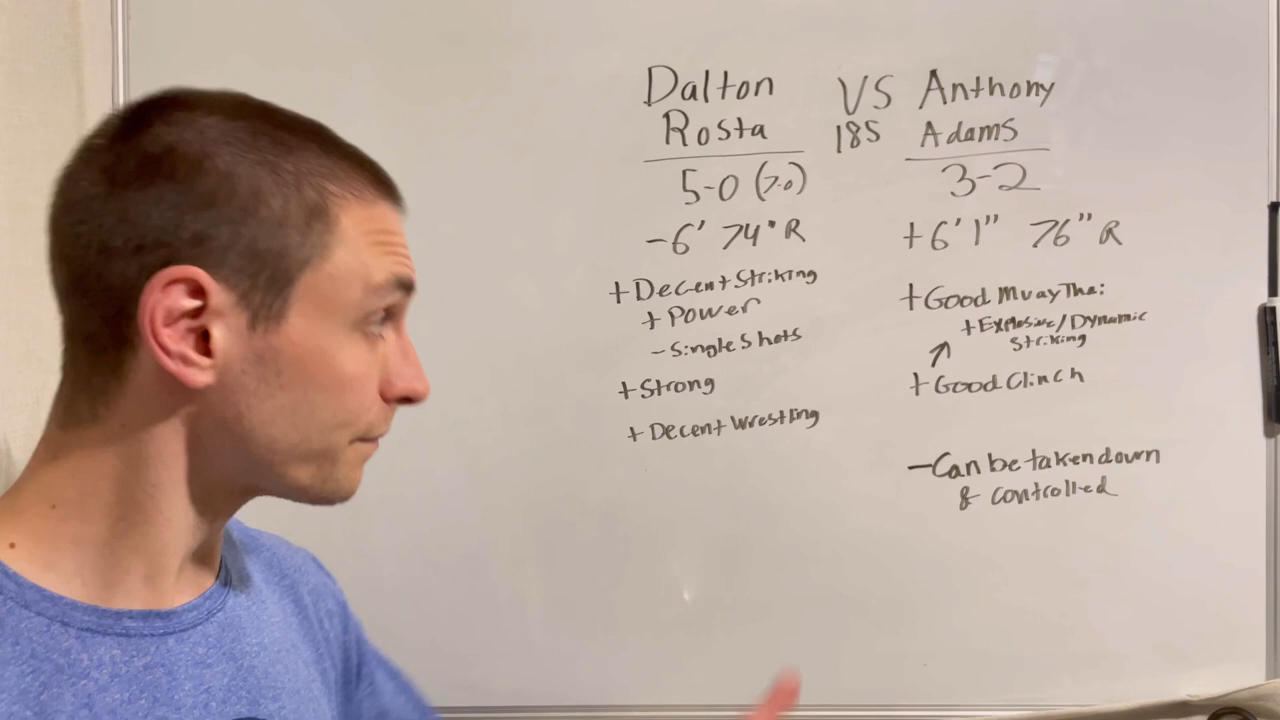 Dalton
Rosta
5-0 (7-0)
-6' 74" R
+Decent Striking
+Power
-Single Shots
+Strong
+Decent Wrestling
VS
185
Anthony
Adams
3-2
+6'1" 76" R
+Good Muay Thai
+Explosive/Dynamic
Striking
+Good Clinch
-Can be taken down
& controlled